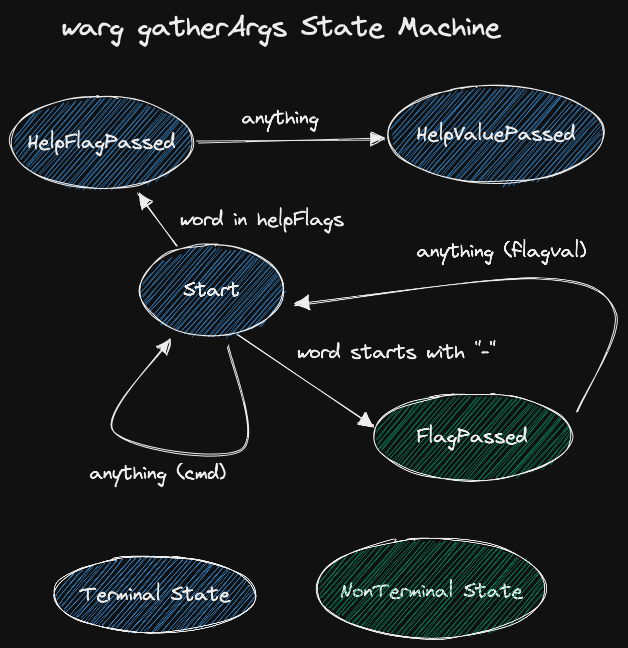 warg gatherArgs State Machine
anything
HelpFlagPassed
HelpValuePassed
word in helpFlags
anything (flagval)
Start
word starts with "-"
FlagPassed
anything (cmd)
Terminal State
NonTerminal State